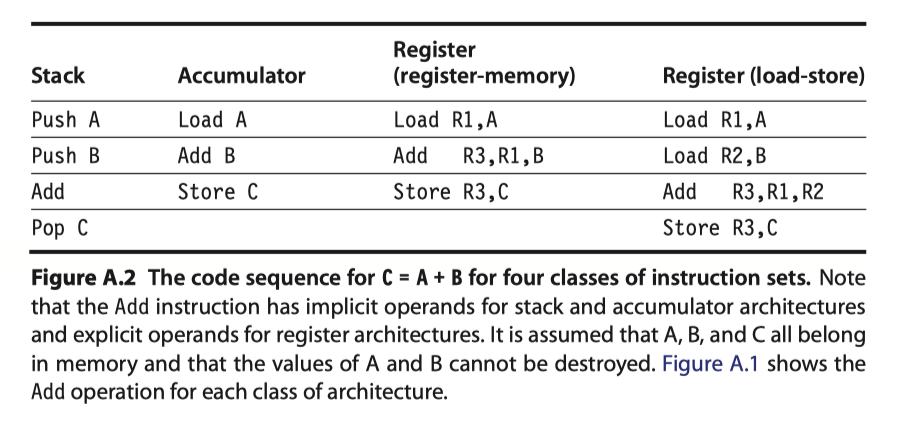 Stack Accumulator Register (register-memory) Register (load-store)
Push A Load A Load R1,A Load R1,A
Push B Add B Add R3,R1,B Load R2,B
Add Store C Store R3,C Add R3,R1,R2
Pop C Store R3,C
Figure A.2 The code sequence for C = A + B for four classes of instruction sets. Note
that the Add instruction has implicit operands for stack and accumulator architectures
and explicit operands for register architectures. It is assumed that A, B, and C all belong
in memory and that the values of A and B cannot be destroyed. Figure A.1 shows the
Add operation for each class of architecture.